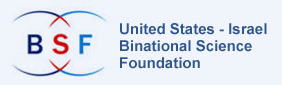 BSF
United States - Israel
Binational Science
Foundation